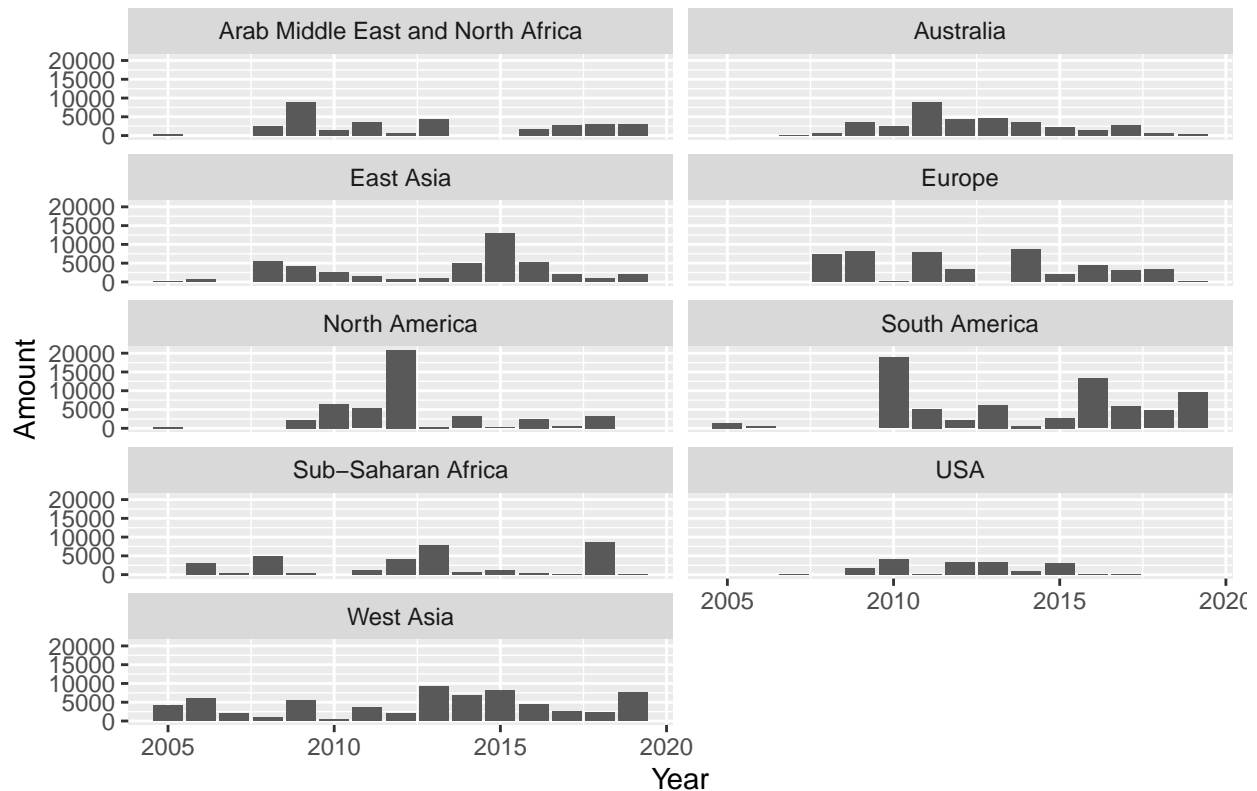 Arab Middle East and North Africa
Australia
20000
15000
10000
5000
0
East Asia
Europe
20000
15000
10000
5000
0
North America
South America
20000
15000
10000
5000
0
Sub−Saharan Africa
USA
20000
15000
10000
5000
0
2005 2010 2015 2020
West Asia
20000
15000
10000
5000
0
2005 2010 2015 2020
Year
Amount